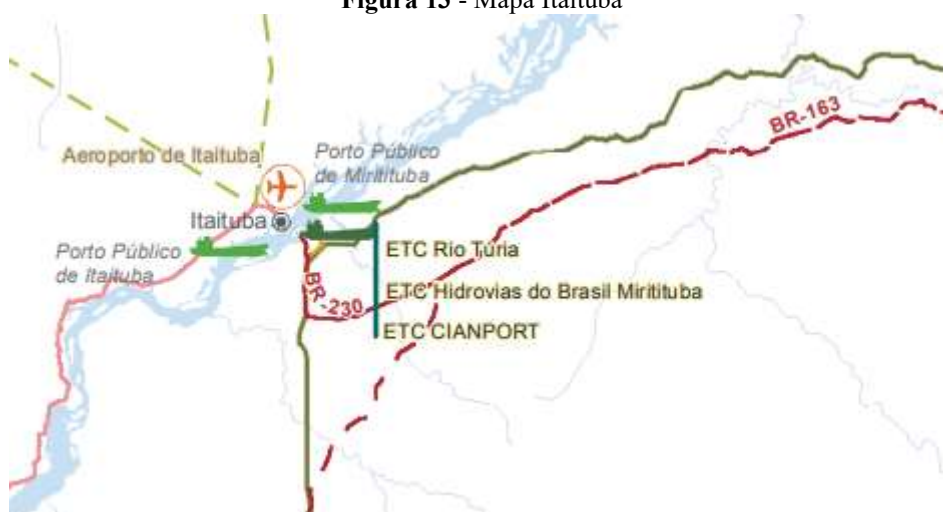 Figura 13 - Mapa Itaituba
BR-163
Aeroporto de Itaituba
Porto Público
de Miritituba
Itaituba
Porto Público
de Itaituba
ETC Rio Túria
BR-230
ETC Hidrovias do Brasil Miritituba
ETC CIANPORT